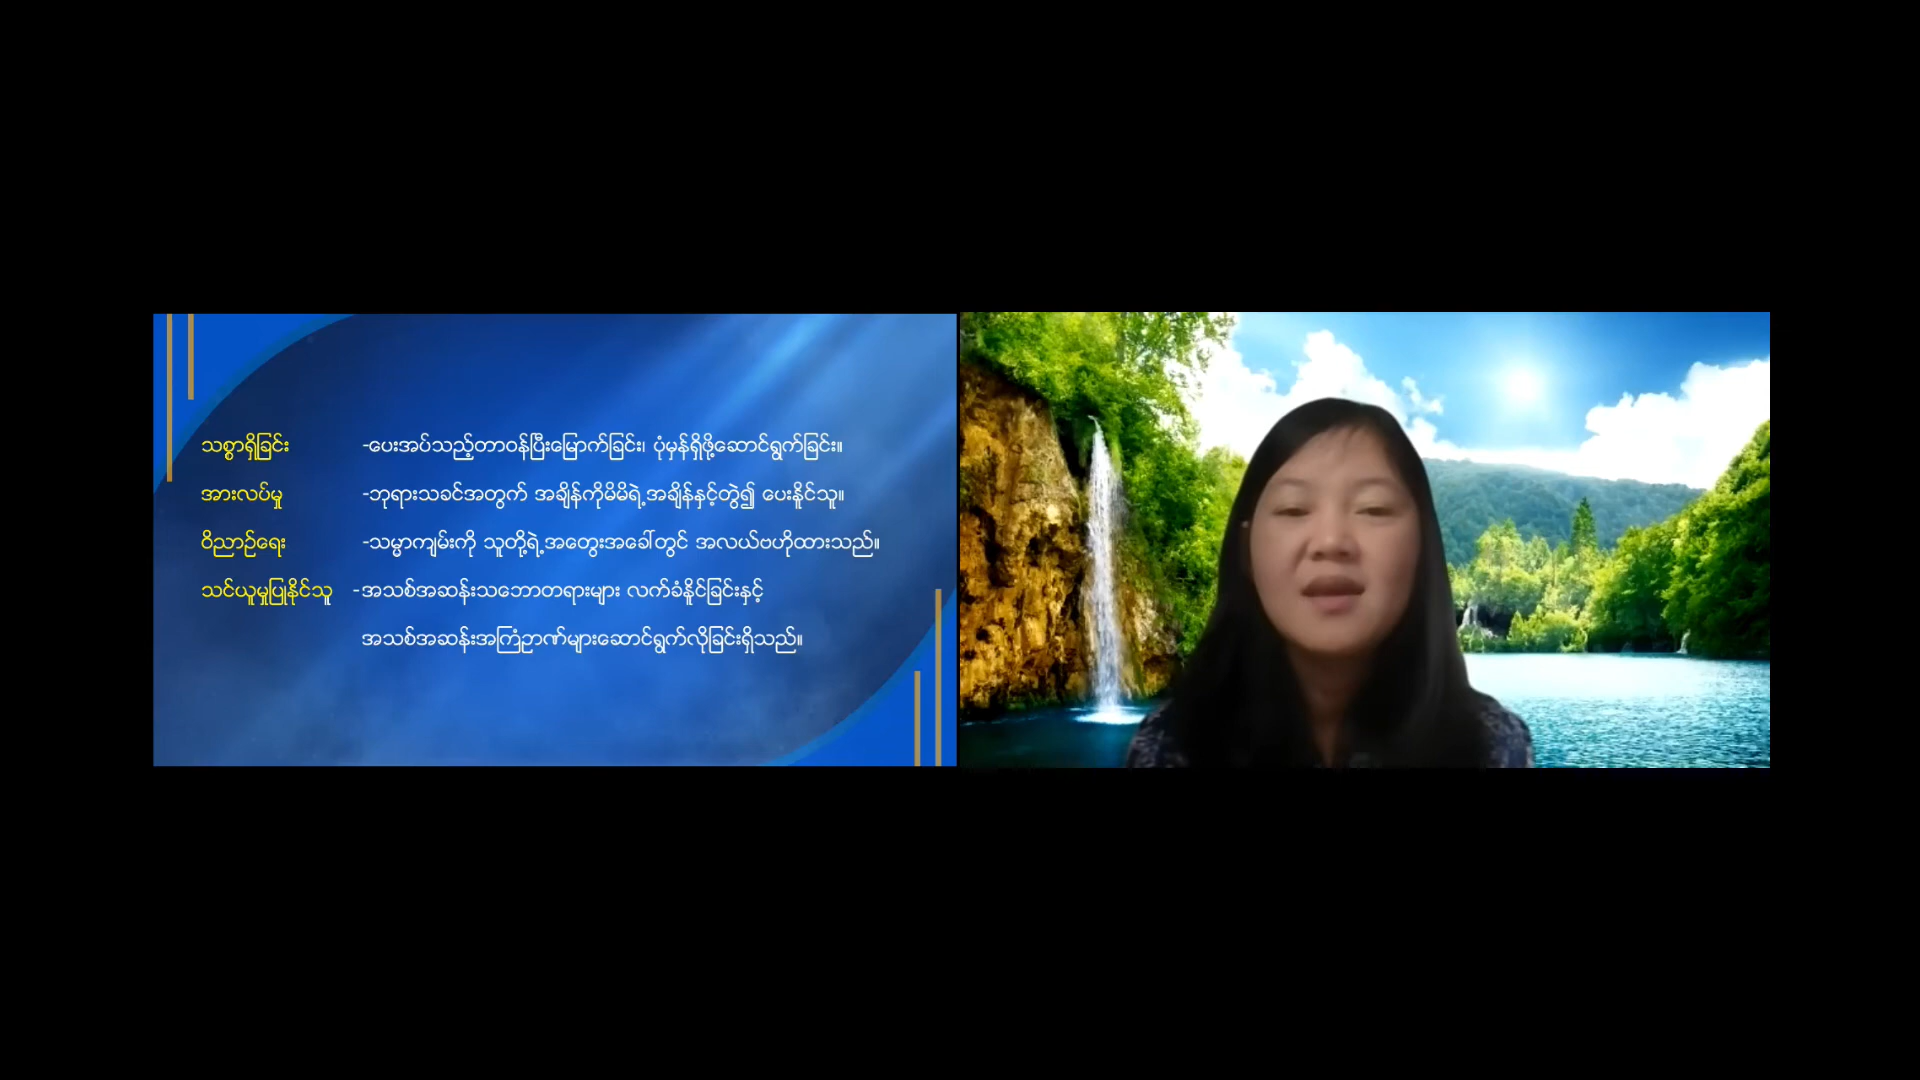 သစ္စာရှိခြင်း -ပေးအပ်သည့်တာဝန်ပြီးမြောက်ခြင်း၊ ပုံမှန်ရှိဖို့ဆောင်ရွက်ခြင်း။
အားလပ်မှု -ဘုရားသခင်အတွက် အချိန်ကိုမိမိရဲ့အချိန်နှင့်တွဲ၍ ပေးနိူင်သူ။
ဝိညာဉ်ရေး -သမ္မာကျမ်းကို သူတို့ရဲ့အတွေးအခေါ်တွင် အလယ်ဗဟိုထားသည်။
သင်ယူမှုပြုနိုင်သူ -အသစ်အဆန်းသဘောတရားများ လက်ခံနိူင်ခြင်းနှင့်
အသစ်အဆန်းအကြံဉာဏ်များဆောင်ရွက်လိုခြင်းရှိသည်။